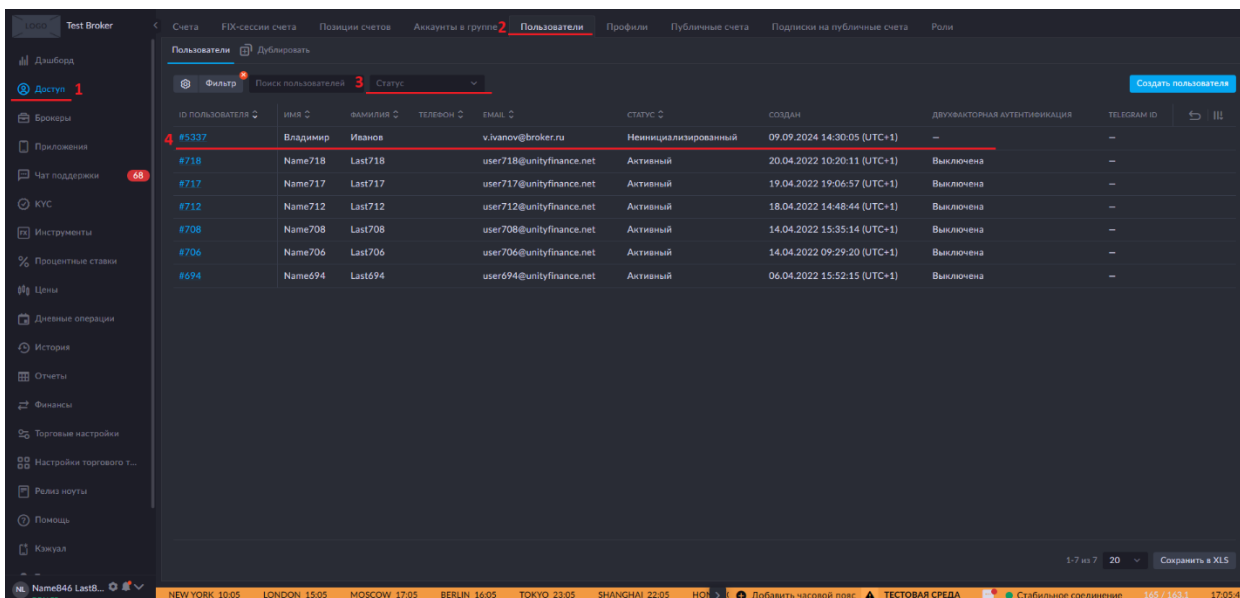 LOGO Test Broker
Счета FIX-сессии счета Позиции счетов Аккаунты в группе 2 Пользователи Профили Публичные счета Подписки на публичные счета Роли
Пользователи Дублировать
Дашборд
Фильтр 8 Поиск пользователей 3 Статус Создать пользователя
Доступ 1
ID ПОЛЬЗОВАТЕЛЯ ИМЯ ФАМИЛИЯ ТЕЛЕФОН EMAIL СТАТУС СОЗДАН ДВУХФАКТОРНАЯ АУТЕНТИФИКАЦИЯ TELEGRAM ID
Брокеры
4 #5337 Владимир Иванов v.ivanov@broker.ru Неинициализированный 09.09.2024 14:30:05 (UTC+1) – –
Приложения
#718 Name718 Last718 user718@unityfinance.net Активный 20.04.2022 10:20:11 (UTC+1) Выключена –
Чат поддержки 68
#717 Name717 Last717 user717@unityfinance.net Активный 19.04.2022 19:06:57 (UTC+1) Выключена –
KYC
#712 Name712 Last712 user712@unityfinance.net Активный 18.04.2022 14:48:44 (UTC+1) Выключена –
Инструменты
#708 Name708 Last708 user708@unityfinance.net Активный 14.04.2022 15:35:14 (UTC+1) Выключена –
#706 Name706 Last706 user706@unityfinance.net Активный 14.04.2022 09:29:20 (UTC+1) Выключена –
Процентные ставки
#694 Name694 Last694 user694@unityfinance.net Активный 06.04.2022 15:52:15 (UTC+1) Выключена –
Цены
Дневные операции
История
Отчеты
Финансы
Торговые настройки
Настройки торгового т...
Релиз ноуты
Помощь
Кэжуал
1-7 из 7 20 Сохранить в XLS
NL Name846 Last8...
NEW YORK 10:05 LONDON 15:05 MOSCOW 17:05 BERLIN 16:05 TOKYO 23:05 SHANGHAI 22:05 Добавить часовой пояс ТЕСТОВАЯ СРЕДА Стабильное соединение 165 / 163.1 17:05:4